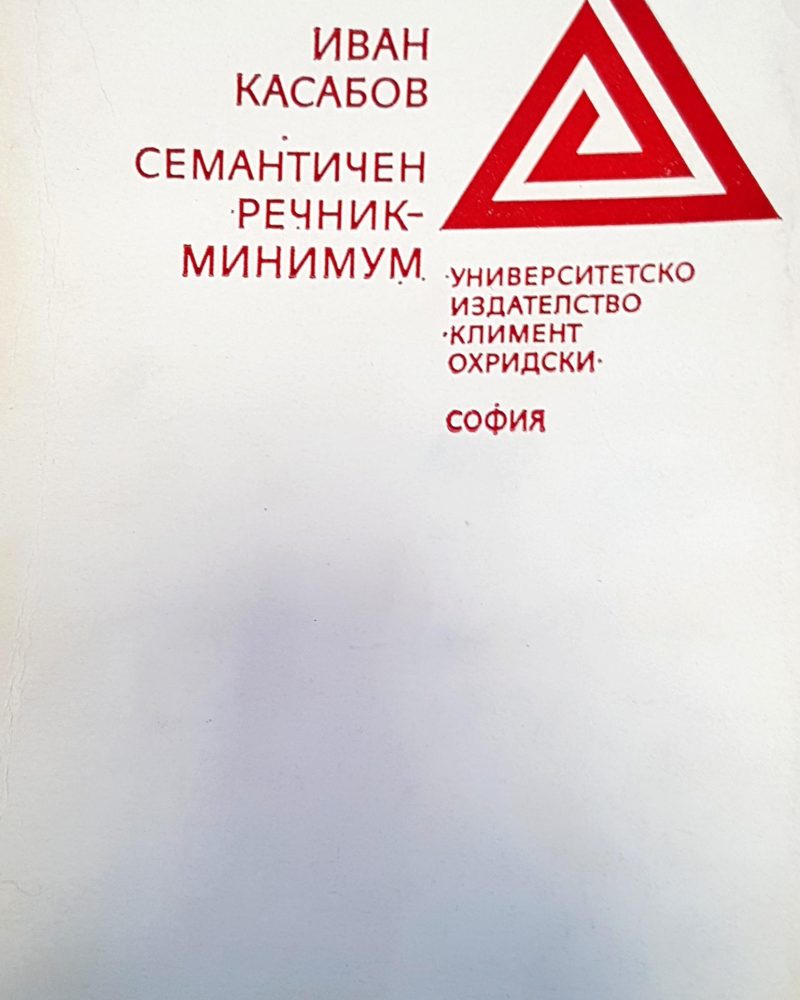 ИВАН
КАСАБОВ
СЕМАНТИЧЕН
РЕЧНИК-
МИНИМУМ
·УНИВЕРСИТЕТСКО
ИЗДАТЕЛСТВО
·КЛИМЕНТ
ОХРИДСКИ·
СОФИЯ